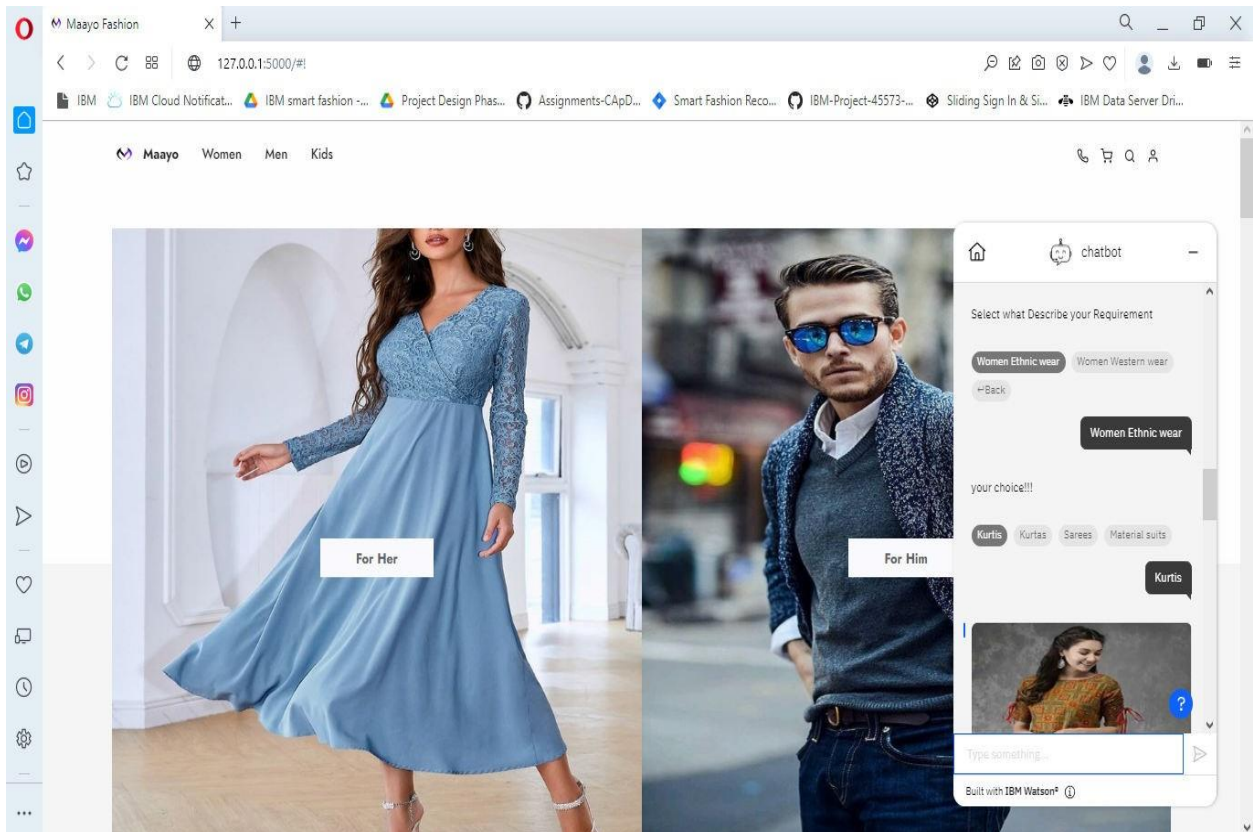 Maayo Fashion
127.0.0.1:5000/#!
IBM IBM Cloud Notificat... IBM smart fashion -... Project Design Phas... Assignments-CApD... Smart Fashion Reco... IBM-Project-45573-... Sliding Sign In & Si... IBM Data Server Dri...
Maayo Women Men Kids
chatbot
Select what Describe your Requirement
Women Ethnic wear Women Western wear
↵Back
Women Ethnic wear
your choice!!!
Kurtis Kurtas Sarees Material suits
Kurtis
For Her
For Him
?
Type something...
Built with IBM Watson®